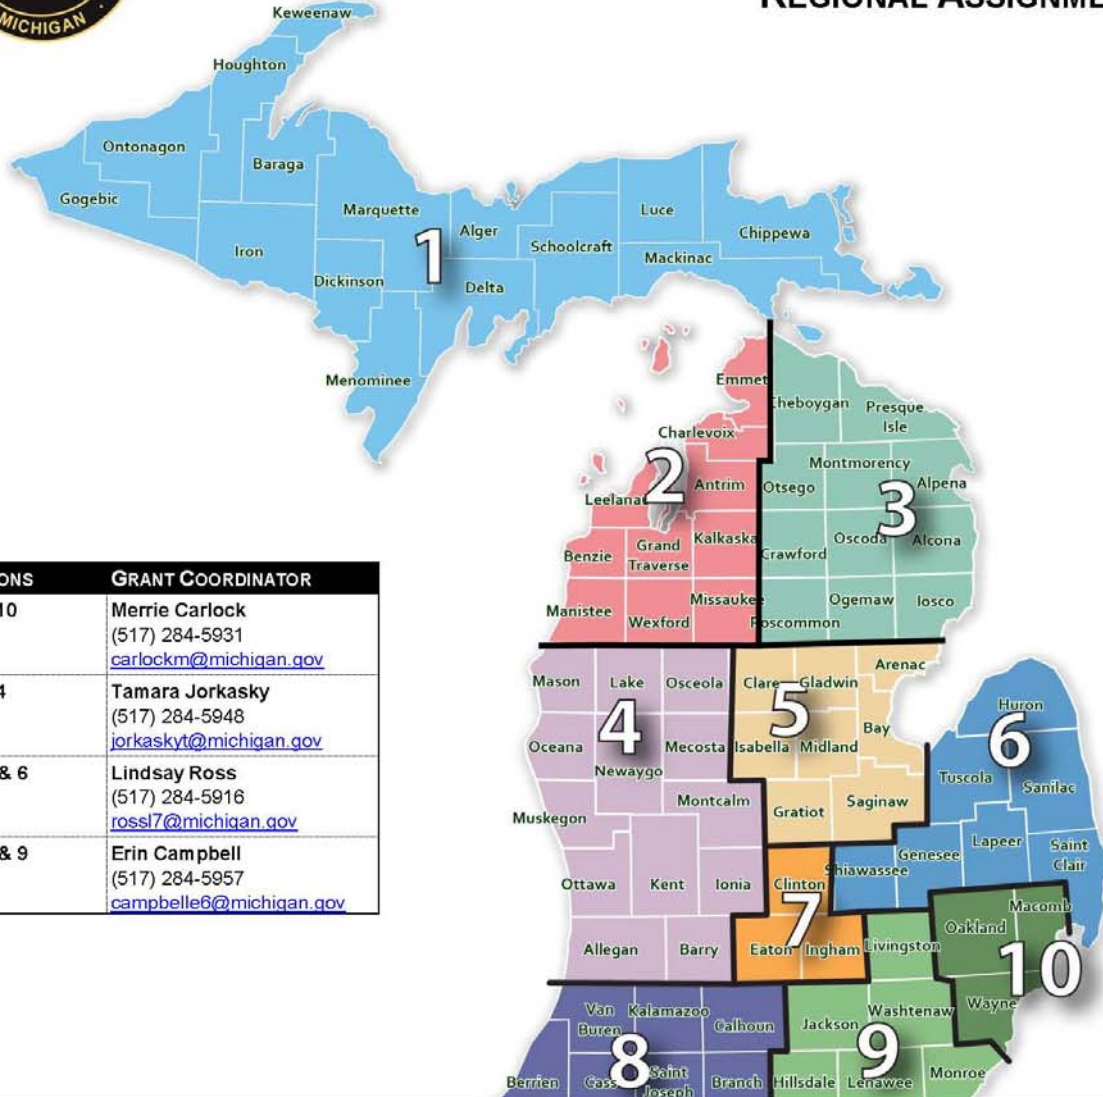 MICHIGAN
REGIONAL ASSIGNME
Keweenaw
Houghton
Ontonagon
Baraga
Gogebic
Marquette
Luce
Alger
Chippewa
Schoolcraft
Iron
1
Mackinac
Dickinson
Delta
Menominee
Emmet
Cheboygan
Presque
Isle
Charlevoix
2
Montmorency
Antrim
Otsego
Alpena
Leelanau
3
Kalkaska
Oscoda
Alcona
Grand
Traverse
Benzie
Crawford
Missaukee
Ogemaw
Iosco
Manistee
Wexford
Roscommon
ONS GRANT COORDINATOR
10 Merrie Carlock
(517) 284-5931
carlockm@michigan.gov
4 Tamara Jorkasky
(517) 284-5948
jorkaskyt@michigan.gov
& 6 Lindsay Ross
(517) 284-5916
rossl7@michigan.gov
& 9 Erin Campbell
(517) 284-5957
campbelle6@michigan.gov
Arenac
Mason
Lake
Osceola
Clare
Gladwin
4
5
Huron
Bay
6
Oceana
Mecosta
Isabella
Midland
Newaygo
Tuscola
Sanilac
Montcalm
Saginaw
Gratiot
Muskegon
Lapeer
Saint
Clair
Genesee
Shiawassee
Ottawa
Kent
Ionia
Clinton
7
Macomb
Oakland
Allegan
Barry
Eaton
Ingham
Livingston
10
Wayne
Van
Buren
Kalamazoo
Calhoun
Jackson
Washtenaw
8
9
Berrien
Cass
Saint
Joseph
Branch
Hillsdale
Lenawee
Monroe